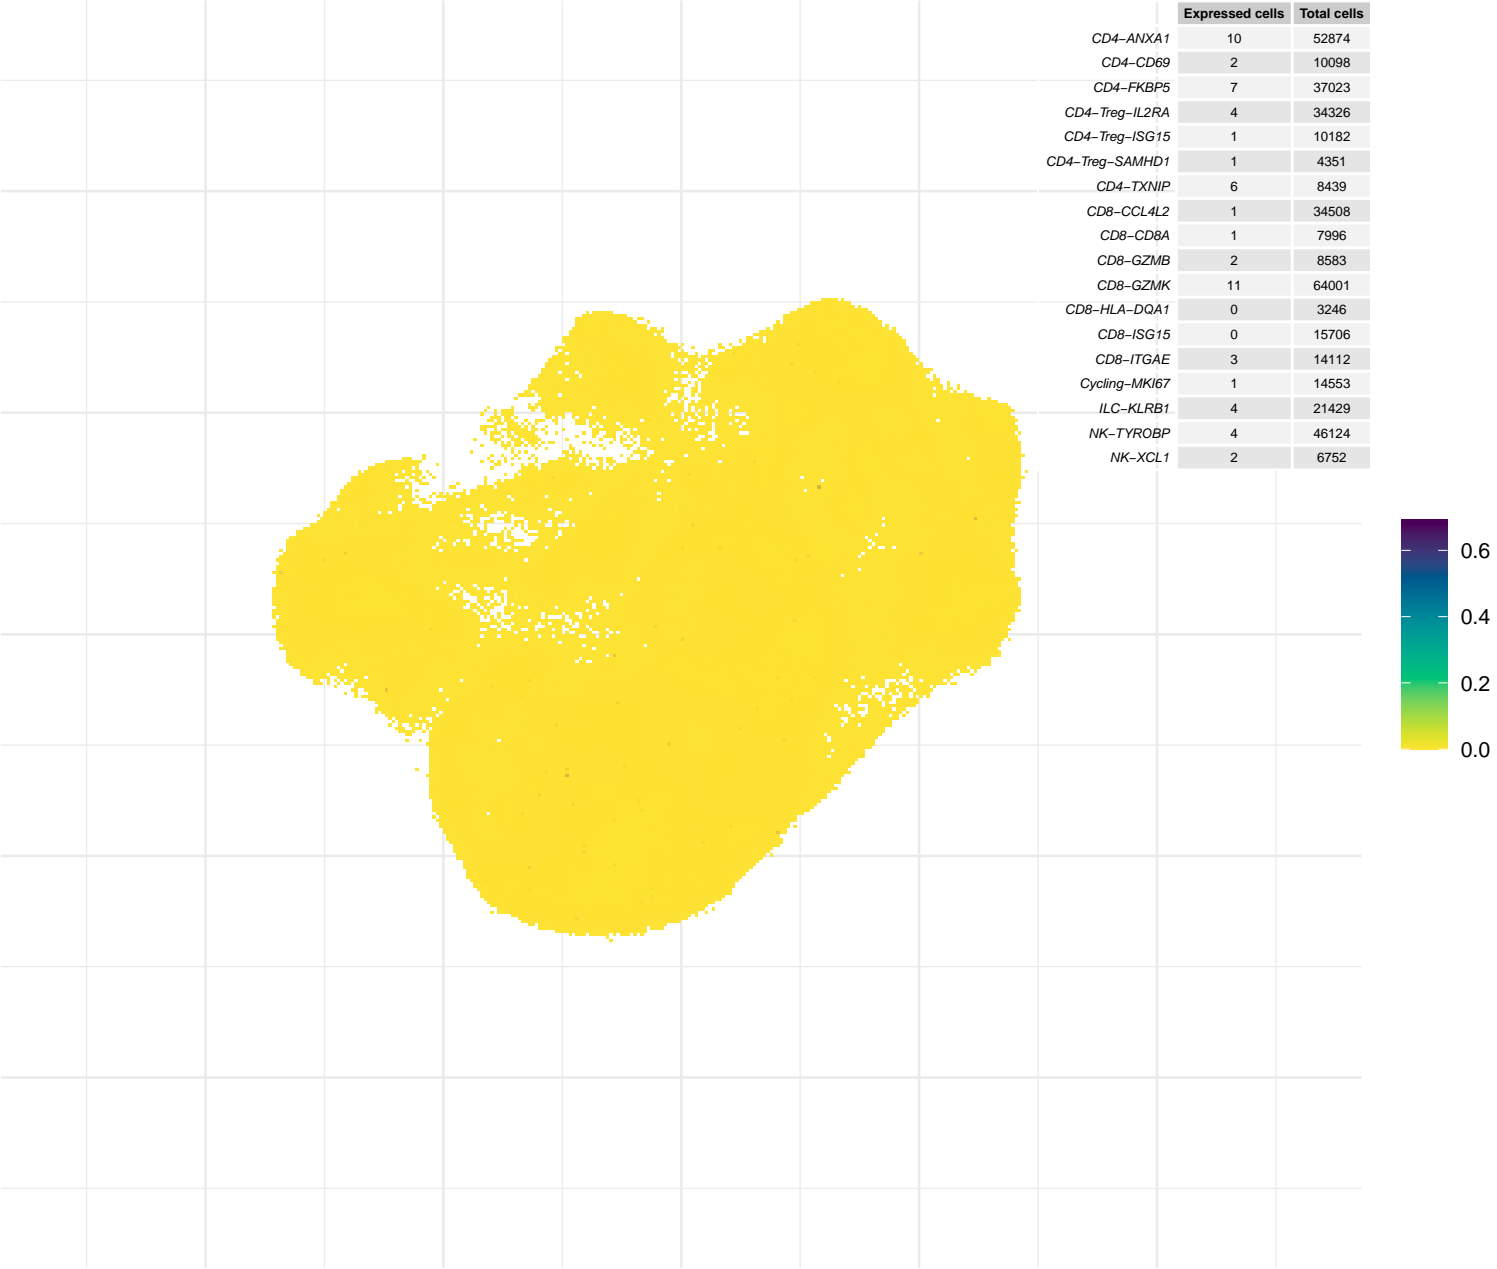 Expressed cells Total cells
CD4−ANXA1 10 52874
CD4−CD69 2 10098
CD4−FKBP5 7 37023
CD4−Treg−IL2RA 4 34326
CD4−Treg−ISG15 1 10182
CD4−Treg−SAMHD1 1 4351
CD4−TXNIP 6 8439
CD8−CCL4L2 1 34508
CD8−CD8A 1 7996
CD8−GZMB 2 8583
CD8−GZMK 11 64001
CD8−HLA−DQA1 0 3246
CD8−ISG15 0 15706
CD8−ITGAE 3 14112
Cycling−MKI67 1 14553
ILC−KLRB1 4 21429
NK−TYROBP 4 46124
NK−XCL1 2 6752
0.6
0.4
0.2
0.0